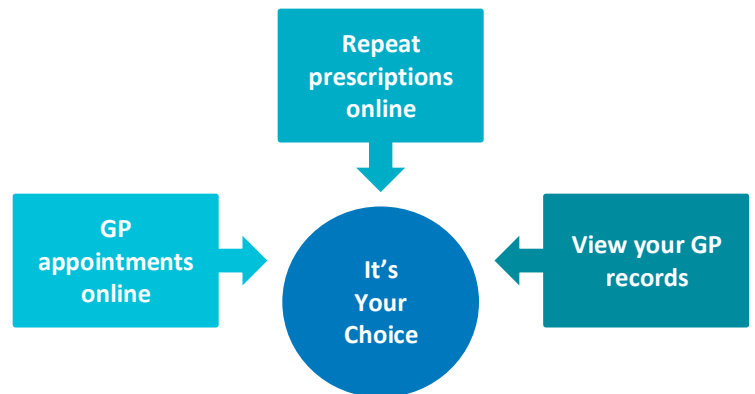 Repeat
prescriptions
online
GP
appointments
online
It’s
Your
Choice
View your GP
records